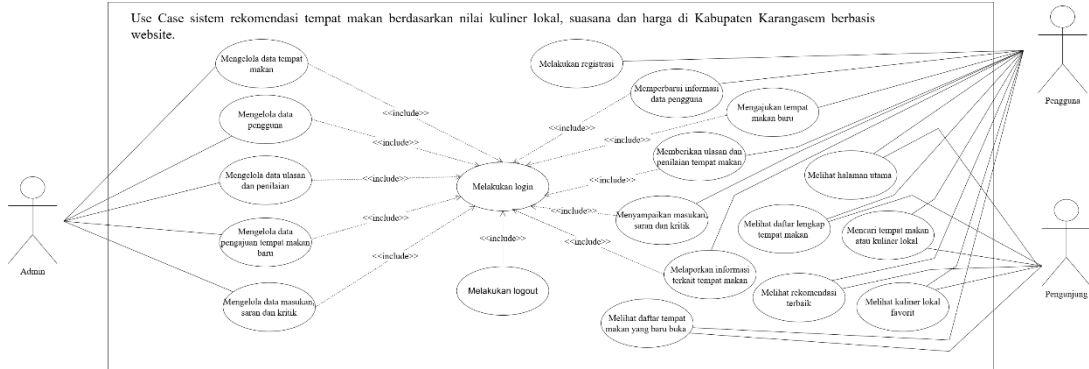 Use Case sistem rekomendasi tempat makan berdasarkan nilai kuliner lokal, suasana dan harga di Kabupaten Karangasem berbasis
website.
Mengelola data tempat
makan
Mengelola data
pengguna
Mengelola data ulasan
dan penilaian
Mengelola data
pengajuan tempat makan
baru
Mengelola data masukan,
saran dan kritik
Admin
<<include>>
<<include>>
<<include>>
<<include>>
<<include>>
Melakukan login
<<include>>
Melakukan logout
<<include>>
<<include>>
<<include>>
<<include>>
<<include>>
Melakukan registrasi
Memperbarui informasi
data pengguna
Mengajukan tempat
makan baru
Memberikan ulasan dan
penilaian tempat makan
Menyampaikan masukan,
saran dan kritik
Melaporkan informasi
terkait tempat makan
Melihat halaman utama
Melihat daftar lengkap
tempat makan
Mencari tempat makan
atau kuliner lokal
Melihat rekomendasi
terbaik
Melihat kuliner lokal
favorit
Melihat daftar tempat
makan yang baru buka
Pengguna
Pengunjung